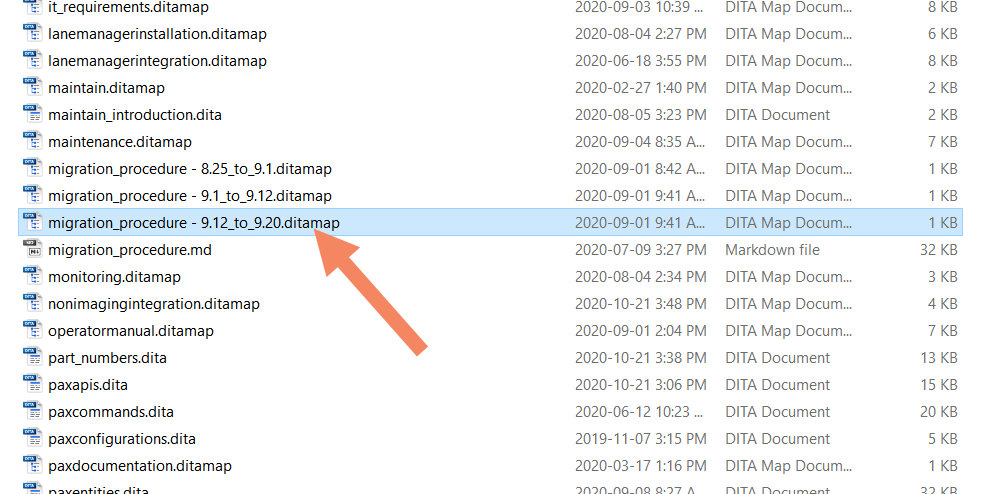 it_requirements.ditamap 2020-09-03 10:39 ... DITA Map Docum... 8 KB
lanemanagerinstallation.ditamap 2020-08-04 2:27 PM DITA Map Docum... 6 KB
lanemanagerintegration.ditamap 2020-06-18 3:55 PM DITA Map Docum... 8 KB
maintain.ditamap 2020-02-27 1:40 PM DITA Map Docum... 2 KB
maintain_introduction.dita 2020-08-05 3:23 PM DITA Document 2 KB
maintenance.ditamap 2020-09-04 8:35 A... DITA Map Docum... 7 KB
migration_procedure - 8.25_to_9.1.ditamap 2020-09-01 8:42 A... DITA Map Docum... 1 KB
migration_procedure - 9.1_to_9.12.ditamap 2020-09-01 9:41 A... DITA Map Docum... 1 KB
migration_procedure - 9.12_to_9.20.ditamap 2020-09-01 9:41 A... DITA Map Docum... 1 KB
migration_procedure.md 2020-07-09 3:27 PM Markdown file 32 KB
monitoring.ditamap 2020-08-04 2:34 PM DITA Map Docum... 3 KB
nonimagingintegration.ditamap 2020-10-21 3:48 PM DITA Map Docum... 4 KB
operatormanual.ditamap 2020-09-01 2:04 PM DITA Map Docum... 7 KB
part_numbers.dita 2020-10-21 3:38 PM DITA Document 13 KB
paxapis.dita 2020-10-21 3:06 PM DITA Document 15 KB
paxcommands.dita 2020-06-12 10:23 ... DITA Document 20 KB
paxconfigurations.dita 2019-11-07 3:15 PM DITA Document 5 KB
paxdocumentation.ditamap 2020-03-17 1:16 PM DITA Map Docum... 1 KB
paxentities.dita 2020-09-08 8:27 A... DITA Document 32 KB